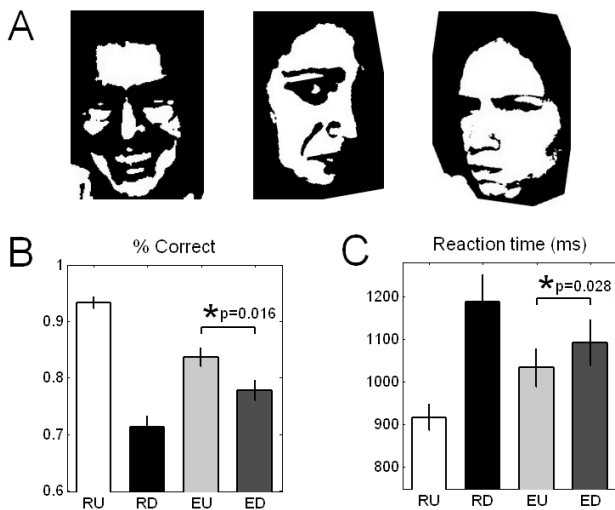 A
B
% Correct
1
0.9
0.8
0.7
0.6
*p=0.016
RU RD EU ED
C
Reaction time (ms)
1200
1100
1000
900
800
*p=0.028
RU RD EU ED